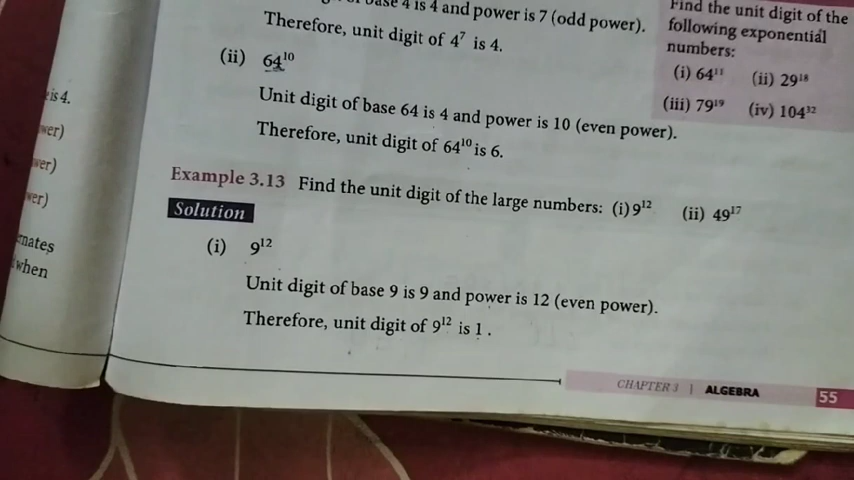 base 4 is 4 and power is 7 (odd power).
Therefore, unit digit of 4⁷ is 4.
(ii) 64¹⁰
Unit digit of base 64 is 4 and power is 10 (even power).
Therefore, unit digit of 64¹⁰ is 6.
Find the unit digit of the
following exponential
numbers:
(i) 64¹¹ (ii) 29¹⁸
(iii) 79¹⁹ (iv) 104³²
Example 3.13 Find the unit digit of the large numbers: (i) 9¹² (ii) 49¹⁷
Solution
(i) 9¹²
Unit digit of base 9 is 9 and power is 12 (even power).
Therefore, unit digit of 9¹² is 1.
CHAPTER 3 | ALGEBRA 55
is 4.
when